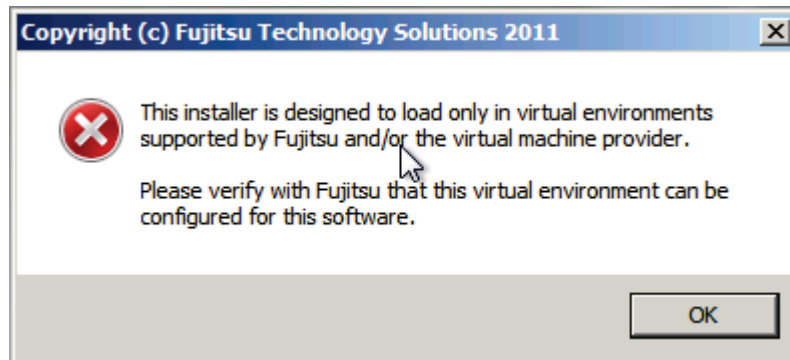 Copyright (c) Fujitsu Technology Solutions 2011
This installer is designed to load only in virtual environments
supported by Fujitsu and/or the virtual machine provider.
Please verify with Fujitsu that this virtual environment can be
configured for this software.
OK